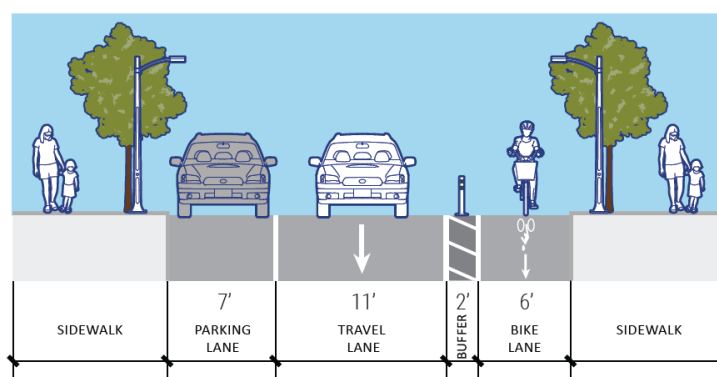 7’
11’
2’
6’
SIDEWALK
PARKING
LANE
TRAVEL
LANE
BUFFER
BIKE
LANE
SIDEWALK